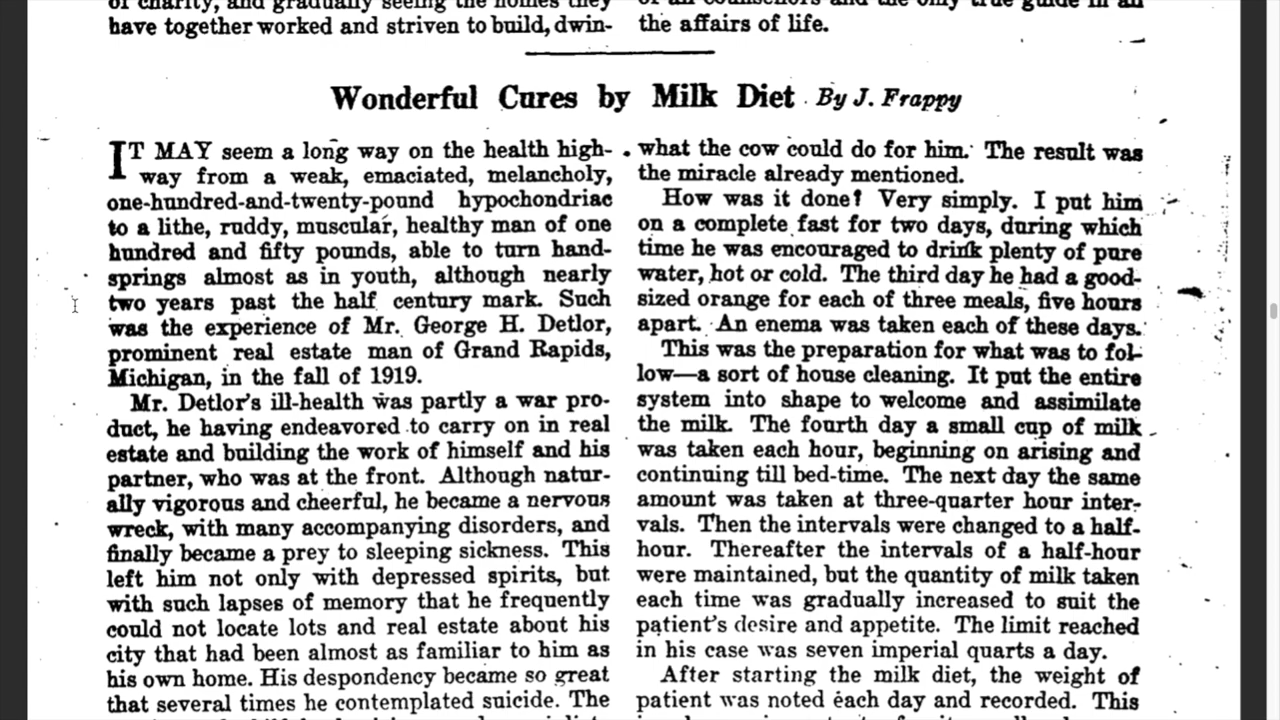 of charity, and gradually seeing the homes they
have together worked and striven to build, dwin-
of all counsellors and the only true guide in all
the affairs of life.
Wonderful Cures by Milk Diet By J. Frappy
IT MAY seem a long way on the health high-
way from a weak, emaciated, melancholy,
one-hundred-and-twenty-pound hypochondriac
to a lithe, ruddy, muscular, healthy man of one
hundred and fifty pounds, able to turn hand-
springs almost as in youth, although nearly
two years past the half century mark. Such
was the experience of Mr. George H. Detlor,
prominent real estate man of Grand Rapids,
Michigan, in the fall of 1919.
Mr. Detlor's ill-health was partly a war pro-
duct, he having endeavored to carry on in real
estate and building the work of himself and his
partner, who was at the front. Although natur-
ally vigorous and cheerful, he became a nervous
wreck, with many accompanying disorders, and
finally became a prey to sleeping sickness. This
left him not only with depressed spirits, but
with such lapses of memory that he frequently
could not locate lots and real estate about his
city that had been almost as familiar to him as
his own home. His despondency became so great
that several times he contemplated suicide. The
what the cow could do for him. The result was
the miracle already mentioned.
How was it done? Very simply. I put him
on a complete fast for two days, during which
time he was encouraged to drink plenty of pure
water, hot or cold. The third day he had a good-
sized orange for each of three meals, five hours
apart. An enema was taken each of these days.
This was the preparation for what was to fol-
low—a sort of house cleaning. It put the entire
system into shape to welcome and assimilate
the milk. The fourth day a small cup of milk
was taken each hour, beginning on arising and
continuing till bed-time. The next day the same
amount was taken at three-quarter hour inter-
vals. Then the intervals were changed to a half-
hour. Thereafter the intervals of a half-hour
were maintained, but the quantity of milk taken
each time was gradually increased to suit the
patient's desire and appetite. The limit reached
in his case was seven imperial quarts a day.
After starting the milk diet, the weight of
patient was noted each day and recorded. This